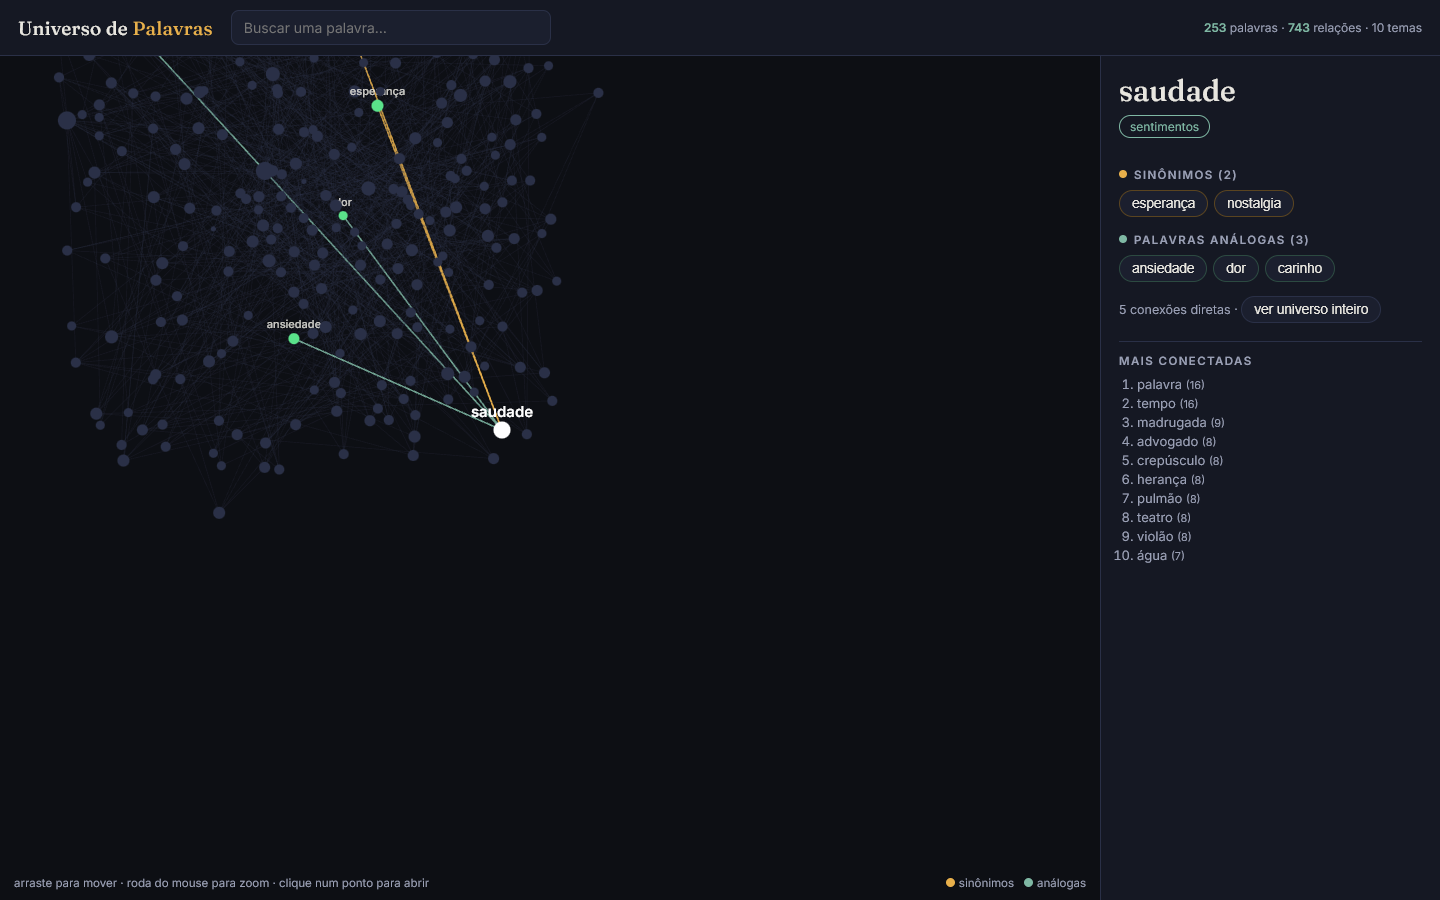 Universo de Palavras
Buscar uma palavra...
253 palavras · 743 relações · 10 temas
esperança
dor
ansiedade
saudade
saudade
sentimentos
SINÔNIMOS (2)
esperança nostalgia
PALAVRAS ANÁLOGAS (3)
ansiedade dor carinho
5 conexões diretas · ver universo inteiro
MAIS CONECTADAS
1. palavra (16)
2. tempo (16)
3. madrugada (9)
4. advogado (8)
5. crepúsculo (8)
6. herança (8)
7. pulmão (8)
8. teatro (8)
9. violão (8)
10. água (7)
arraste para mover · roda do mouse para zoom · clique num ponto para abrir
sinônimos análogas